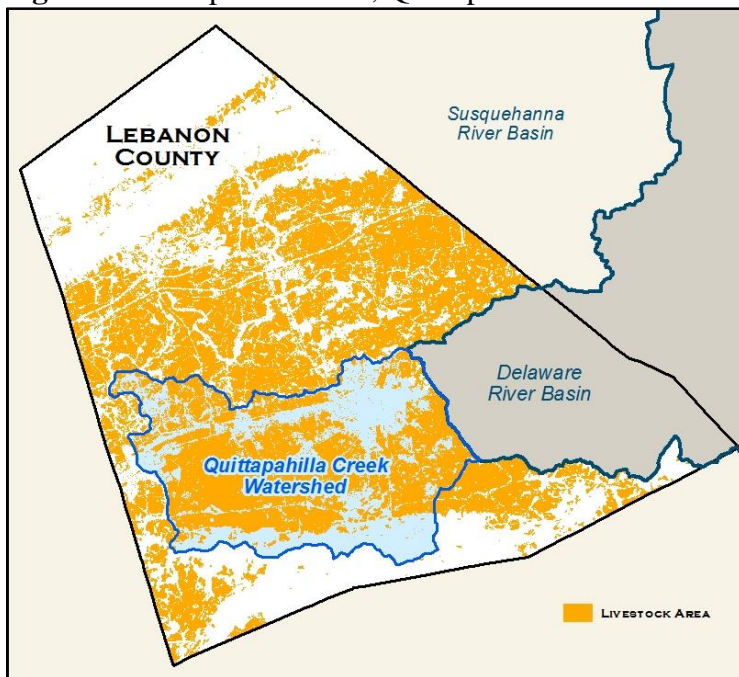 Susquehanna
River Basin
LEBANON
COUNTY
Delaware
River Basin
Quittapahilla Creek
Watershed
LIVESTOCK AREA